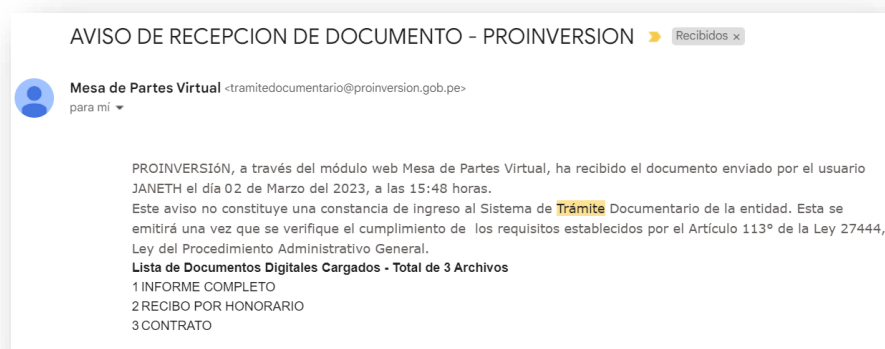 AVISO DE RECEPCION DE DOCUMENTO - PROINVERSION Recibidos x
Mesa de Partes Virtual <tramitedocumentario@proinversion.gob.pe>
para mí
PROINVERSIóN, a través del módulo web Mesa de Partes Virtual, ha recibido el documento enviado por el usuario
JANETH el día 02 de Marzo del 2023, a las 15:48 horas.
Este aviso no constituye una constancia de ingreso al Sistema de Trámite Documentario de la entidad. Esta se
emitirá una vez que se verifique el cumplimiento de los requisitos establecidos por el Artículo 113° de la Ley 27444,
Ley del Procedimiento Administrativo General.
Lista de Documentos Digitales Cargados - Total de 3 Archivos
1 INFORME COMPLETO
2 RECIBO POR HONORARIO
3 CONTRATO